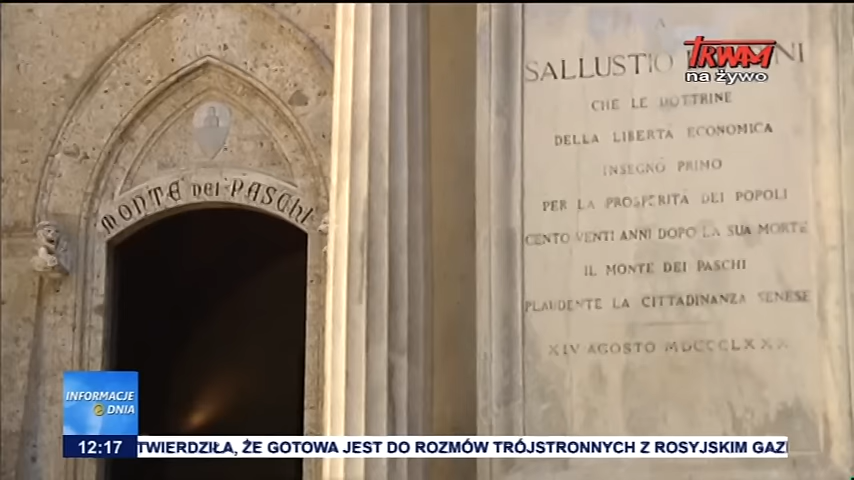 MONTE DEI PASCHI
A
SALLUSTIO
TRWAM
na żywo
CHE LE DOTTRINE
DELLA LIBERTA ECONOMICA
INSEGNO PRIMO
PER LA PROSPERITA DEI POPOLI
CENTO VENTI ANNI DOPO LA SUA MORTE
IL MONTE DEI PASCHI
PLAUDENTE LA CITTADINANZA SENESE
XIV AGOSTO MDCCCLXXX
INFORMACJE
DNIA
12:17
TWIERDZIŁA, ŻE GOTOWA JEST DO ROZMÓW TRÓJSTRONNYCH Z ROSYJSKIM GAZ